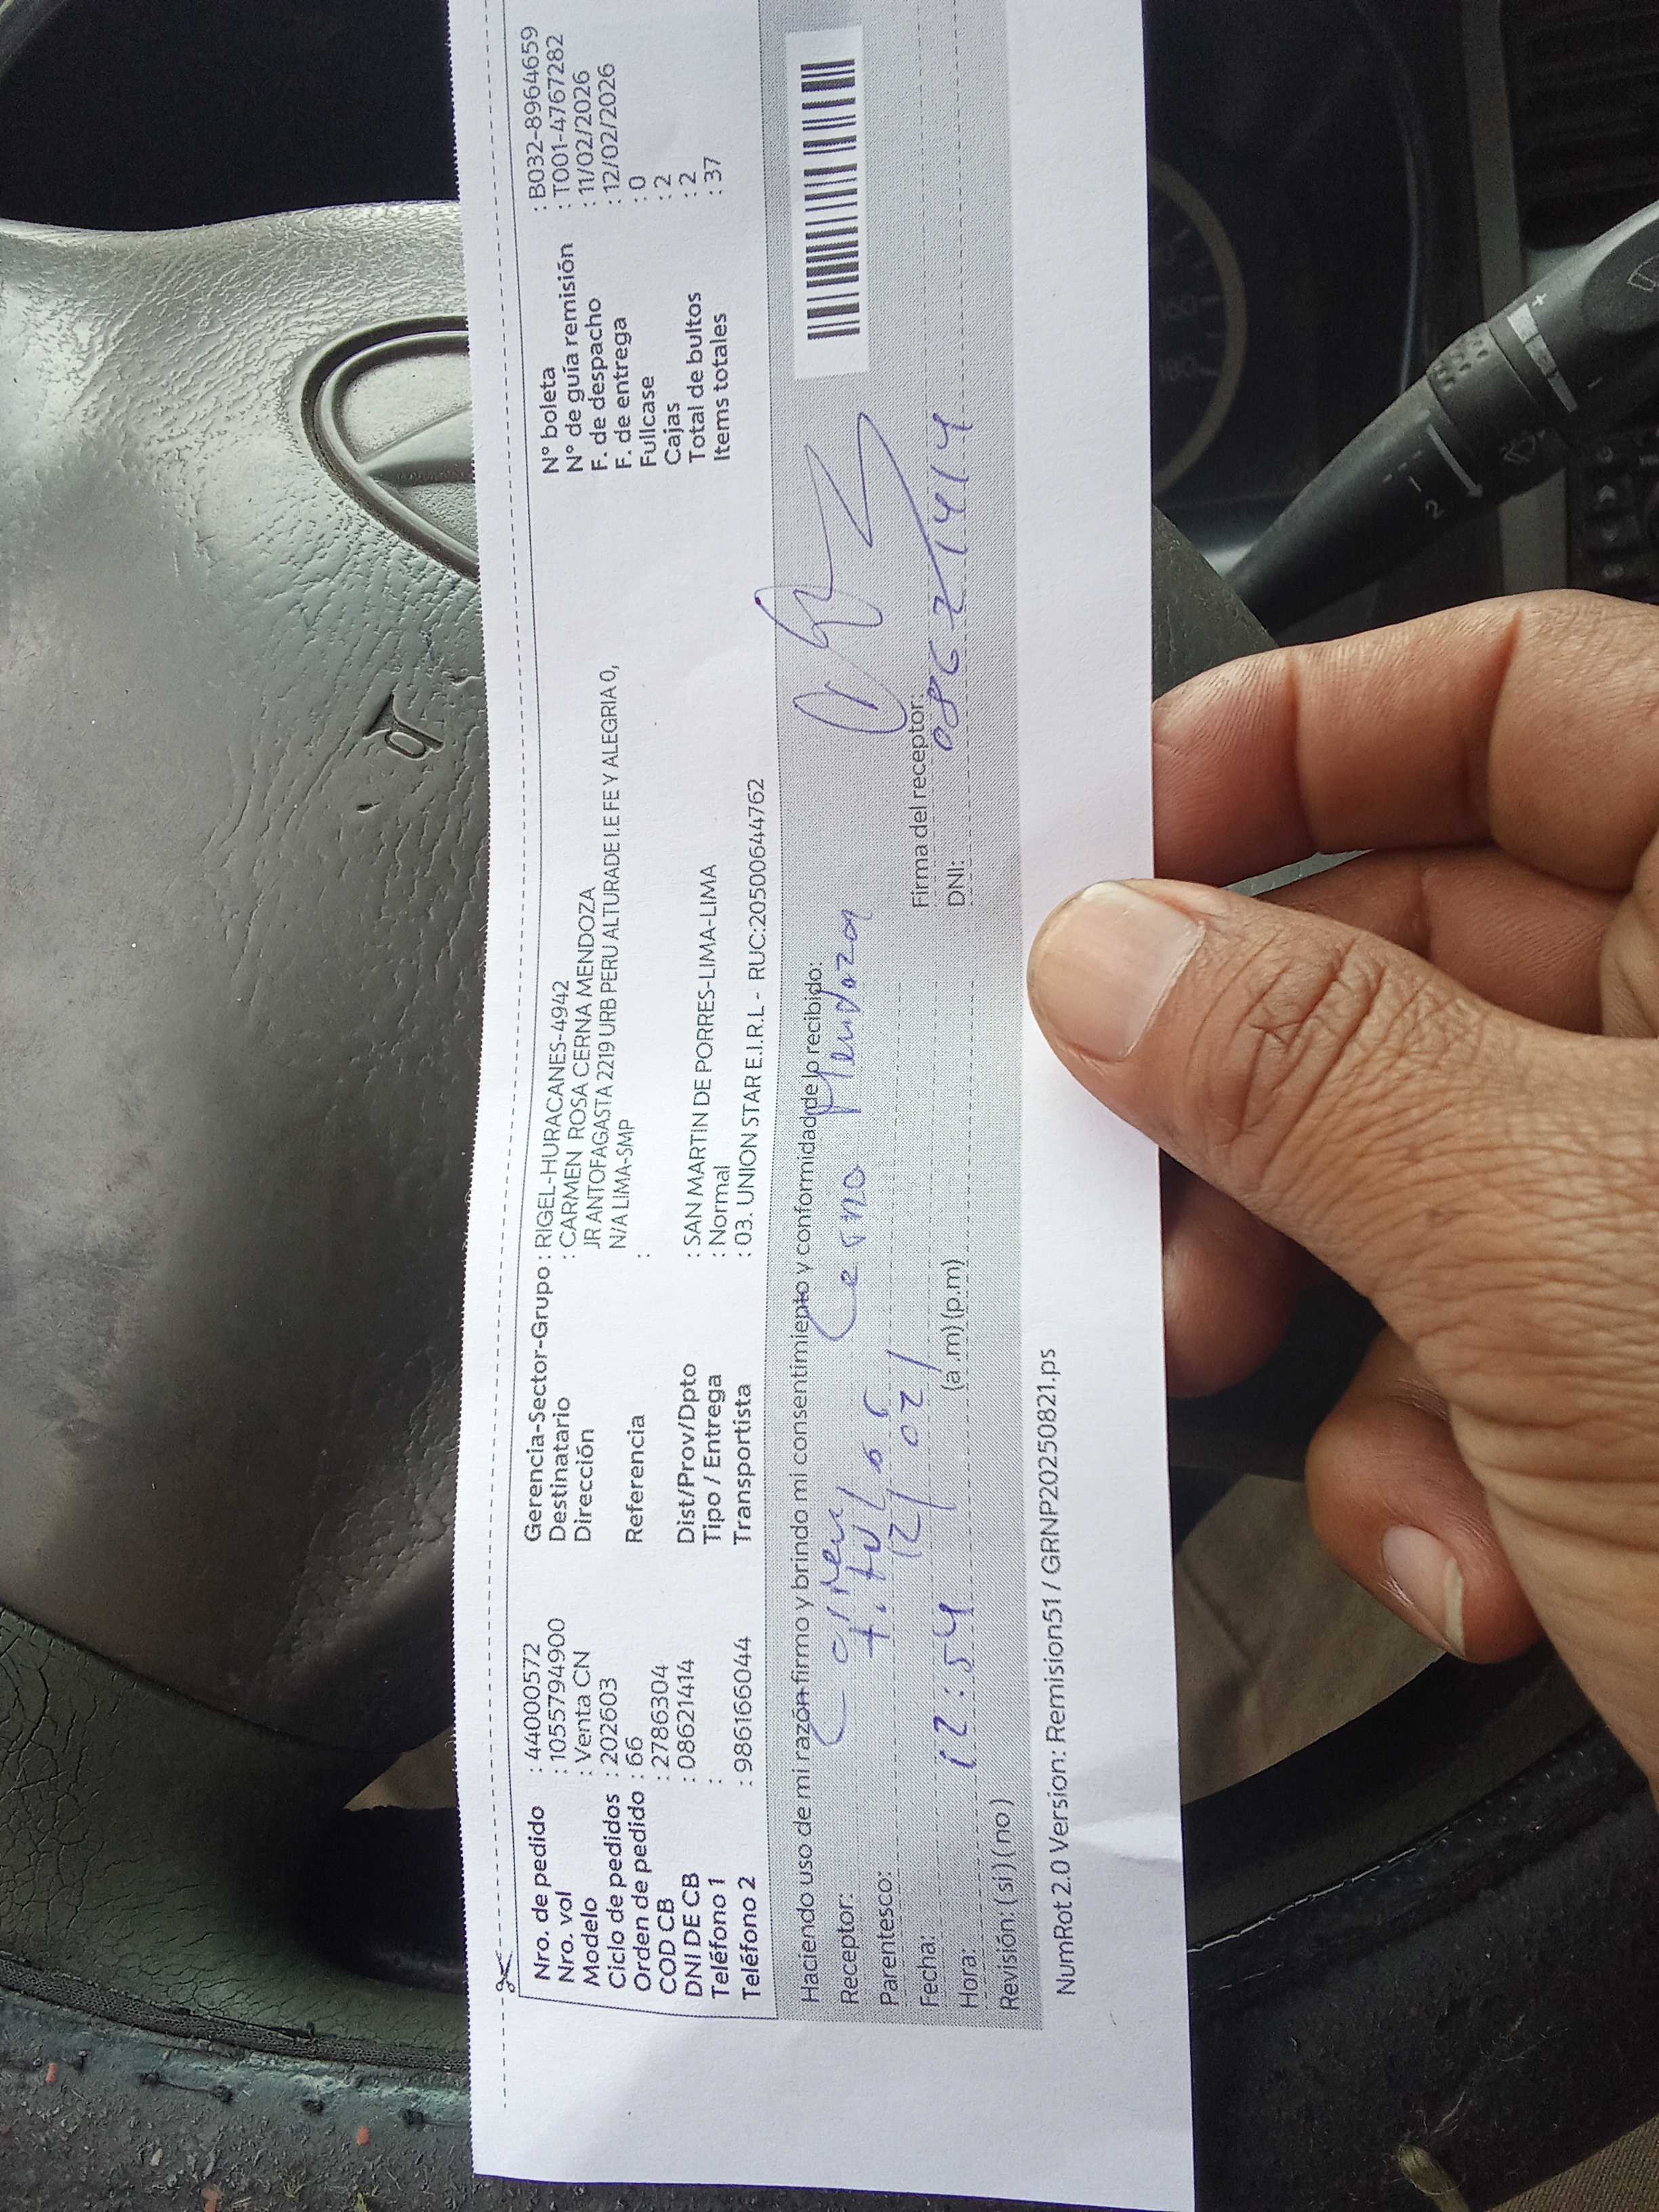 Nro. de pedido : 44000572
Nro. vol : 1055794900
Modelo : Venta CN
Ciclo de pedidos : 202603
Orden de pedido : 66
COD CB : 2786304
DNI DE CB : 08621414
Teléfono 1 :
Teléfono 2 : 986166044
Gerencia-Sector-Grupo : RIGEL-HURACANES-4942
Destinatario : CARMEN ROSA CERNA MENDOZA
Dirección JR ANTOFAGASTA 2219 URB PERU ALTURADE I.E FE Y ALEGRIA 0,
N/A LIMA-SMP
Referencia :
Dist/Prov/Dpto : SAN MARTIN DE PORRES-LIMA-LIMA
Tipo / Entrega : Normal
Transportista : 03. UNION STAR E.I.R.L - RUC:20500644762
N° boleta : B032-8964659
N° de guía remisión : T001-4767282
F. de despacho : 11/02/2026
F. de entrega : 12/02/2026
Fullcase : 0
Cajas : 2
Total de bultos : 2
Items totales : 37
Haciendo uso de mi razón firmo y brindo mi consentimiento y conformidad de lo recibido:
Receptor: Cerna Mendoza
Parentesco:
Fecha: 12/02/
Hora: 12:54 (a.m) (p.m)
Revisión: ( si ) ( no )
Firma del receptor:
DNI: 08621414
NumRot 2.0 Version: Remision51 / GRNP20250821.ps
2
1
160
180